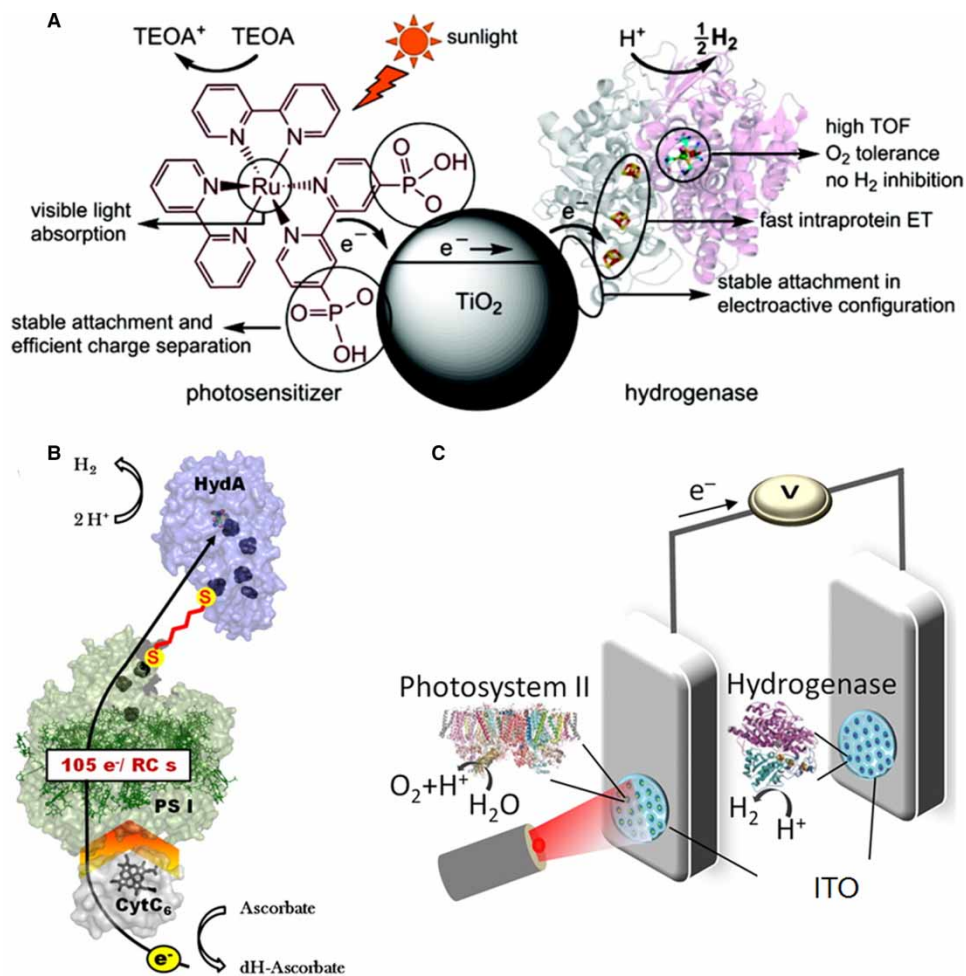 A
TEOA⁺ TEOA
sunlight
H⁺ ½H₂
N N
N Ru N
N N
O
P OH
O
high TOF
O₂ tolerance
no H₂ inhibition
visible light
absorption
e⁻
e⁻
e⁻
fast intraprotein ET
TiO₂
stable attachment in
electroactive configuration
O
O P
OH
stable attachment and
efficient charge separation
photosensitizer
hydrogenase
B
H₂
2 H⁺
HydA
S
S
105 e⁻/ RC s
PS I
CytC₆
e⁻
Ascorbate
dH-Ascorbate
C
e⁻
V
Photosystem II
Hydrogenase
O₂+H⁺
H₂O
H₂
H⁺
ITO